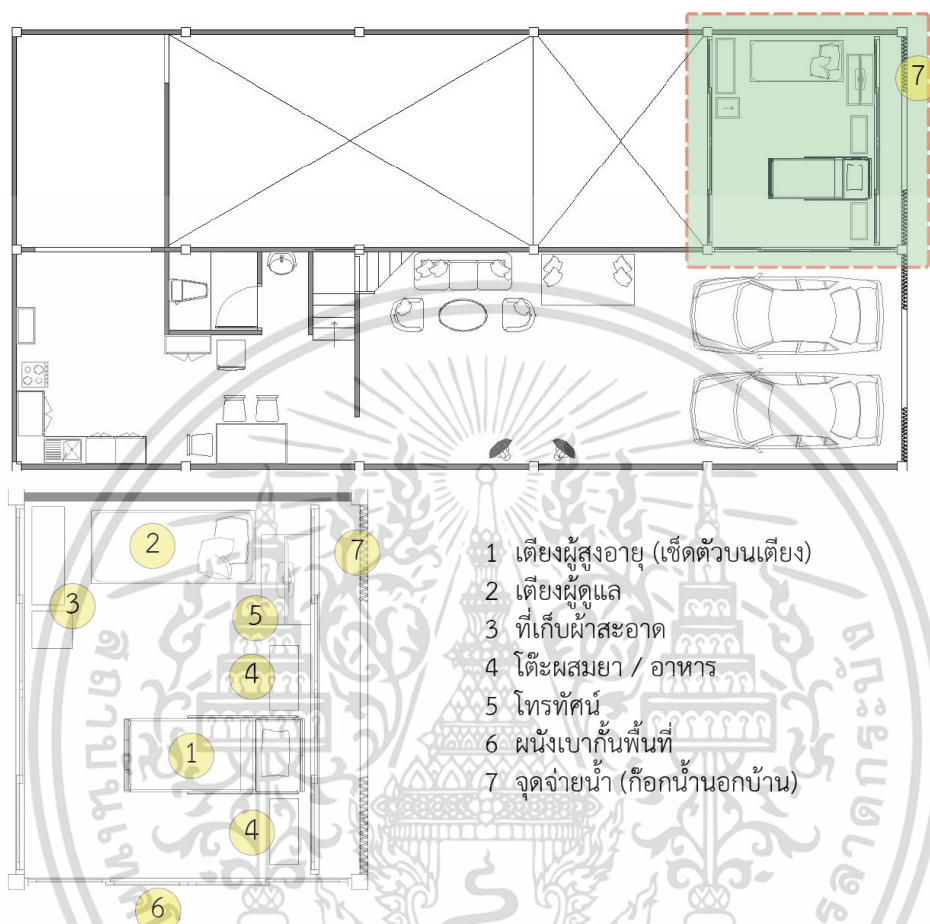 7
2
7
3
5
4
1
4
6
1 เตียงผู้สูงอายุ (เช็ดตัวบนเตียง)
2 เตียงผู้ดูแล
3 ที่เก็บผ้าสะอาด
4 โต๊ะผสมยา / อาหาร
5 โทรทัศน์
6 ผนังเบากั้นพื้นที่
7 จุดจ่ายน้ำ (ก๊อกน้ำนอกบ้าน)